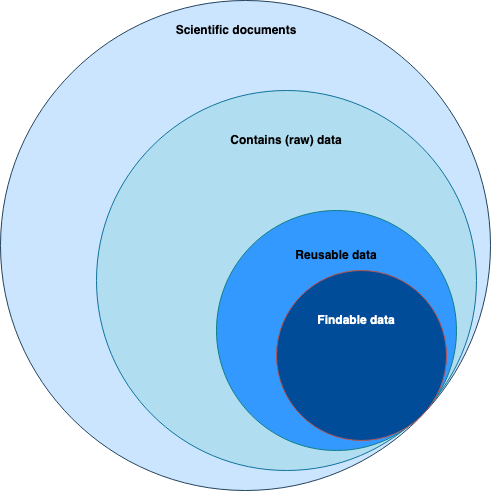 Scientific documents
Contains (raw) data
Reusable data
Findable data